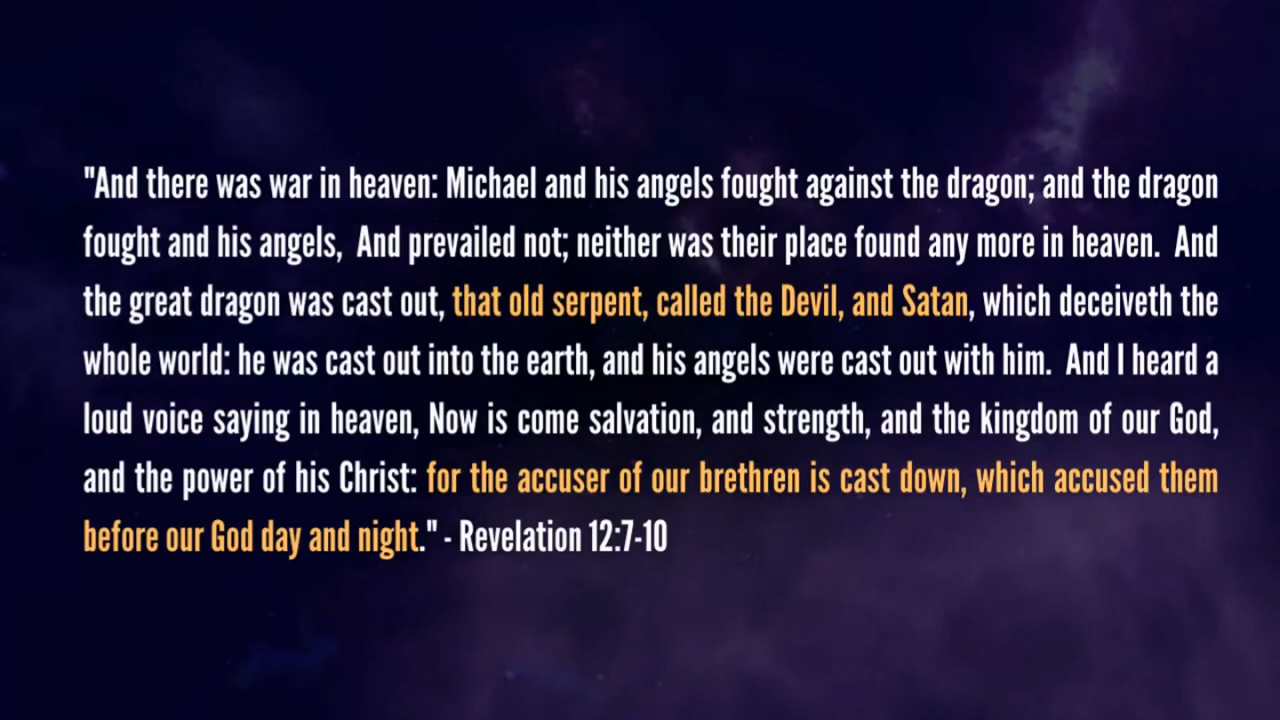 "And there was war in heaven: Michael and his angels fought against the dragon; and the dragon
fought and his angels,  And prevailed not; neither was their place found any more in heaven.  And
the great dragon was cast out, that old serpent, called the Devil, and Satan, which deceiveth the
whole world: he was cast out into the earth, and his angels were cast out with him.  And I heard a
loud voice saying in heaven, Now is come salvation, and strength, and the kingdom of our God,
and the power of his Christ: for the accuser of our brethren is cast down, which accused them
before our God day and night." - Revelation 12:7-10